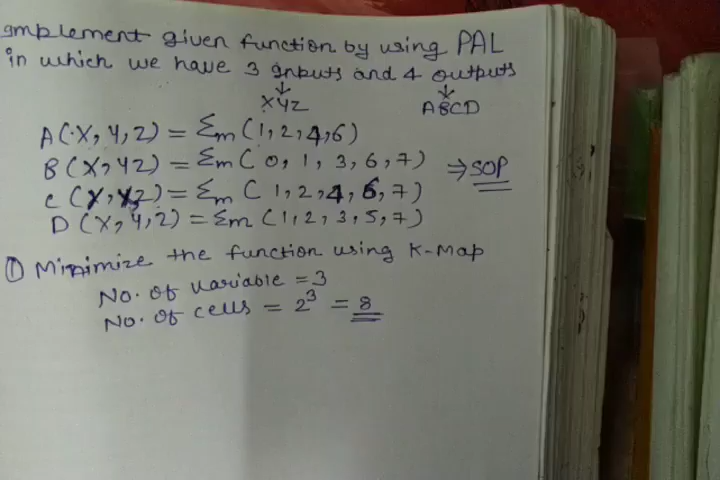 Implement given function by using PAL
in which we have 3 inputs and 4 outputs
↓ ↓
XYZ ABCD
A(X, Y, Z) = Σm (1, 2, 4, 6)
B(X, YZ) = Σm ( 0, 1, 3, 6, 7) ⇒ SOP
C(X, YZ) = Σm ( 1, 2, 4, 6, 7)
D(X, Y, Z) = Σm (1, 2, 3, 5, 7)
① Minimize the function using K-Map
No. of variable = 3
No. of cells = 2³ = 8